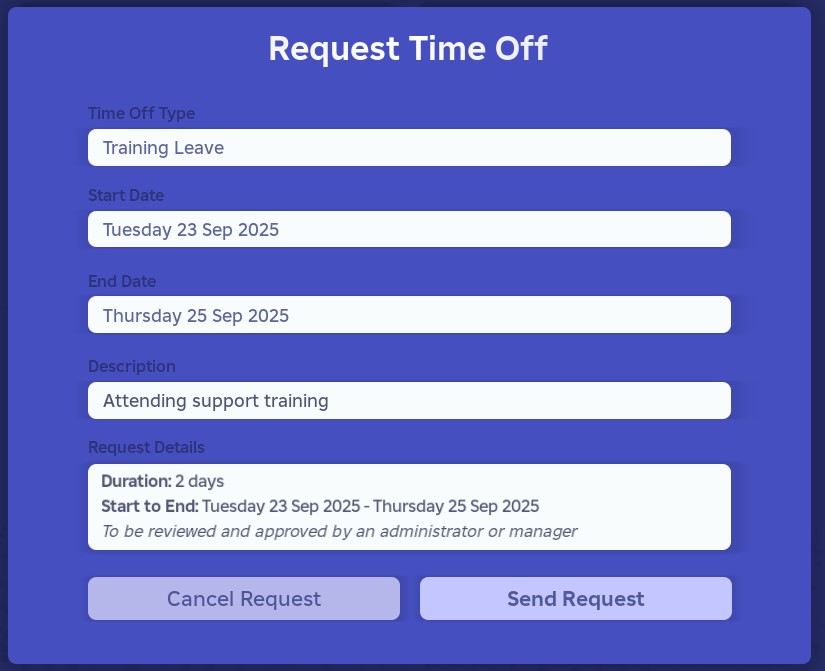 Request Time Off
Time Off Type
Training Leave
Start Date
Tuesday 23 Sep 2025
End Date
Thursday 25 Sep 2025
Description
Attending support training
Request Details
Duration: 2 days
Start to End: Tuesday 23 Sep 2025 - Thursday 25 Sep 2025
To be reviewed and approved by an administrator or manager
Cancel Request
Send Request